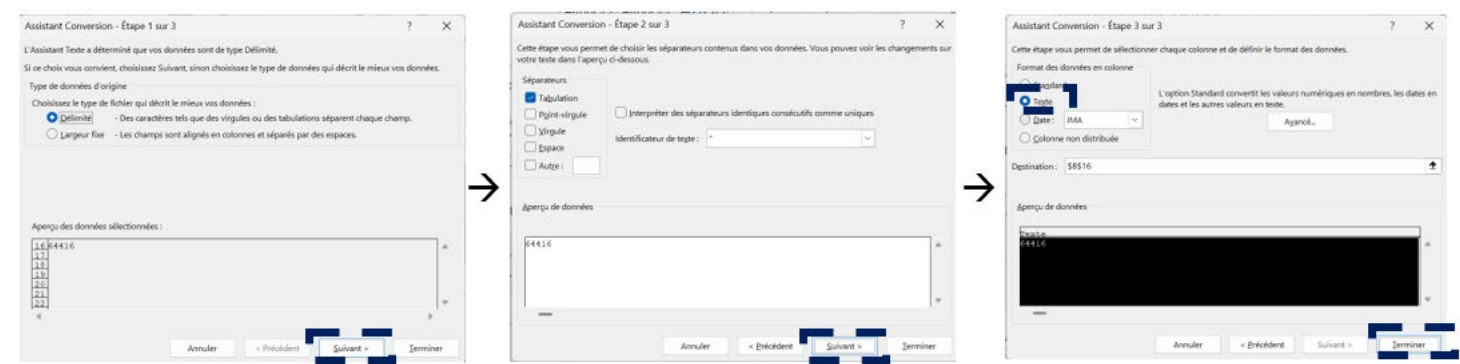 Assistant Conversion - Étape 1 sur 3
?
X
L'Assistant Texte a déterminé que vos données sont de type Délimité.
Si ce choix vous convient, choisissez Suivant, sinon choisissez le type de données qui décrit le mieux vos données.
Type de données d'origine
Choisissez le type de fichier qui décrit le mieux vos données :
Délimité - Des caractères tels que des virgules ou des tabulations séparent chaque champ.
Largeur fixe - Les champs sont alignés en colonnes et séparés par des espaces.
Aperçu des données sélectionnées :
16 64416
17
18
19
20
21
22
Annuler
< Précédent
Suivant >
Terminer
→
Assistant Conversion - Étape 2 sur 3
?
X
Cette étape vous permet de choisir les séparateurs contenus dans vos données. Vous pouvez voir les changements sur
votre texte dans l'aperçu ci-dessous.
Séparateurs
Tabulation
Point-virgule
Virgule
Espace
Autre :
Interpréter des séparateurs identiques consécutifs comme uniques
Identificateur de texte : "
Aperçu de données
64416
Annuler
< Précédent
Suivant >
Terminer
→
Assistant Conversion - Étape 3 sur 3
?
X
Cette étape vous permet de sélectionner chaque colonne et de définir le format des données.
Format des données en colonne
Standard
Texte
Date : JMA
Colonne non distribuée
L'option Standard convertit les valeurs numériques en nombres, les dates en
dates et les autres valeurs en texte.
Avancé...
Destination : $B$16
Aperçu de données
Texte
64416
Annuler
< Précédent
Suivant >
Terminer